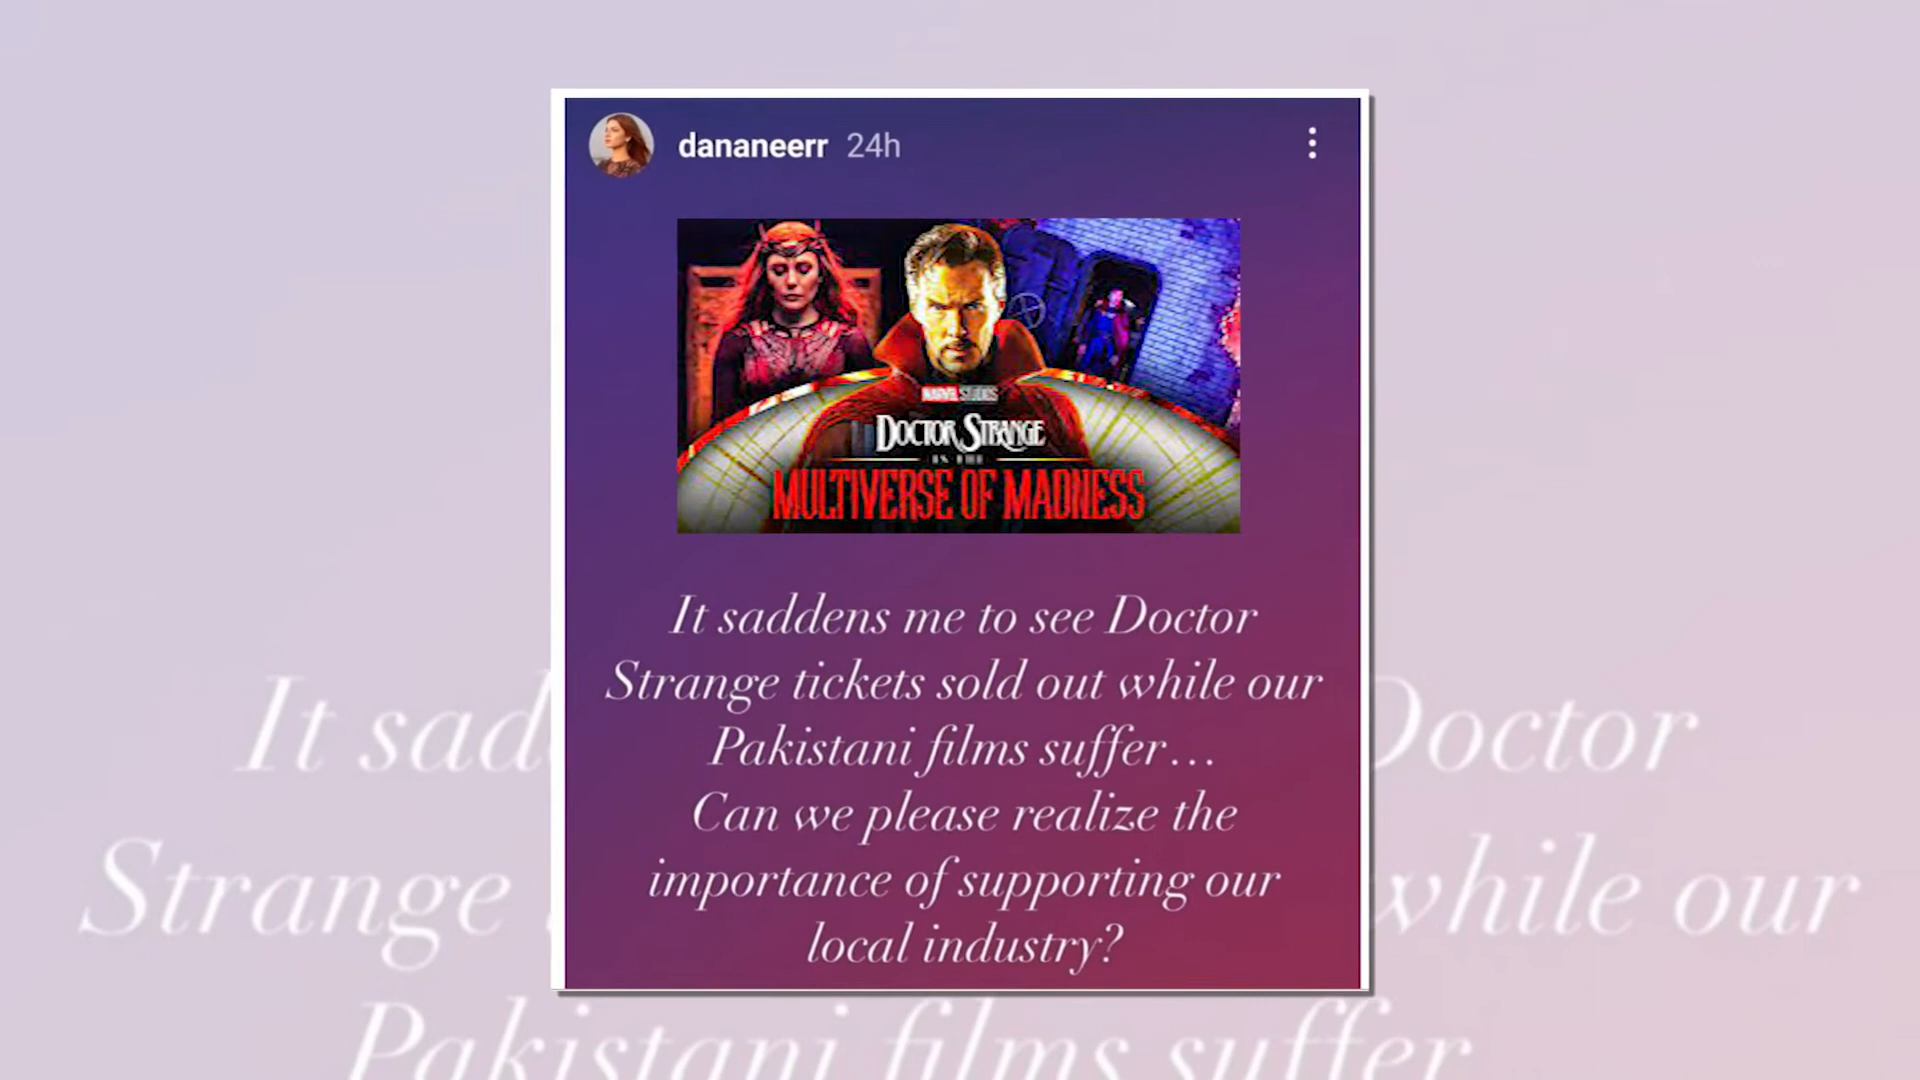 dananeerr 24h
MARVEL STUDIOS
DOCTOR STRANGE
IN THE
MULTIVERSE OF MADNESS
It saddens me to see Doctor
Strange tickets sold out while our
Pakistani films suffer...
Can we please realize the
importance of supporting our
local industry?
It sad
Doctor
Strange
while our
Pakistani films suffer